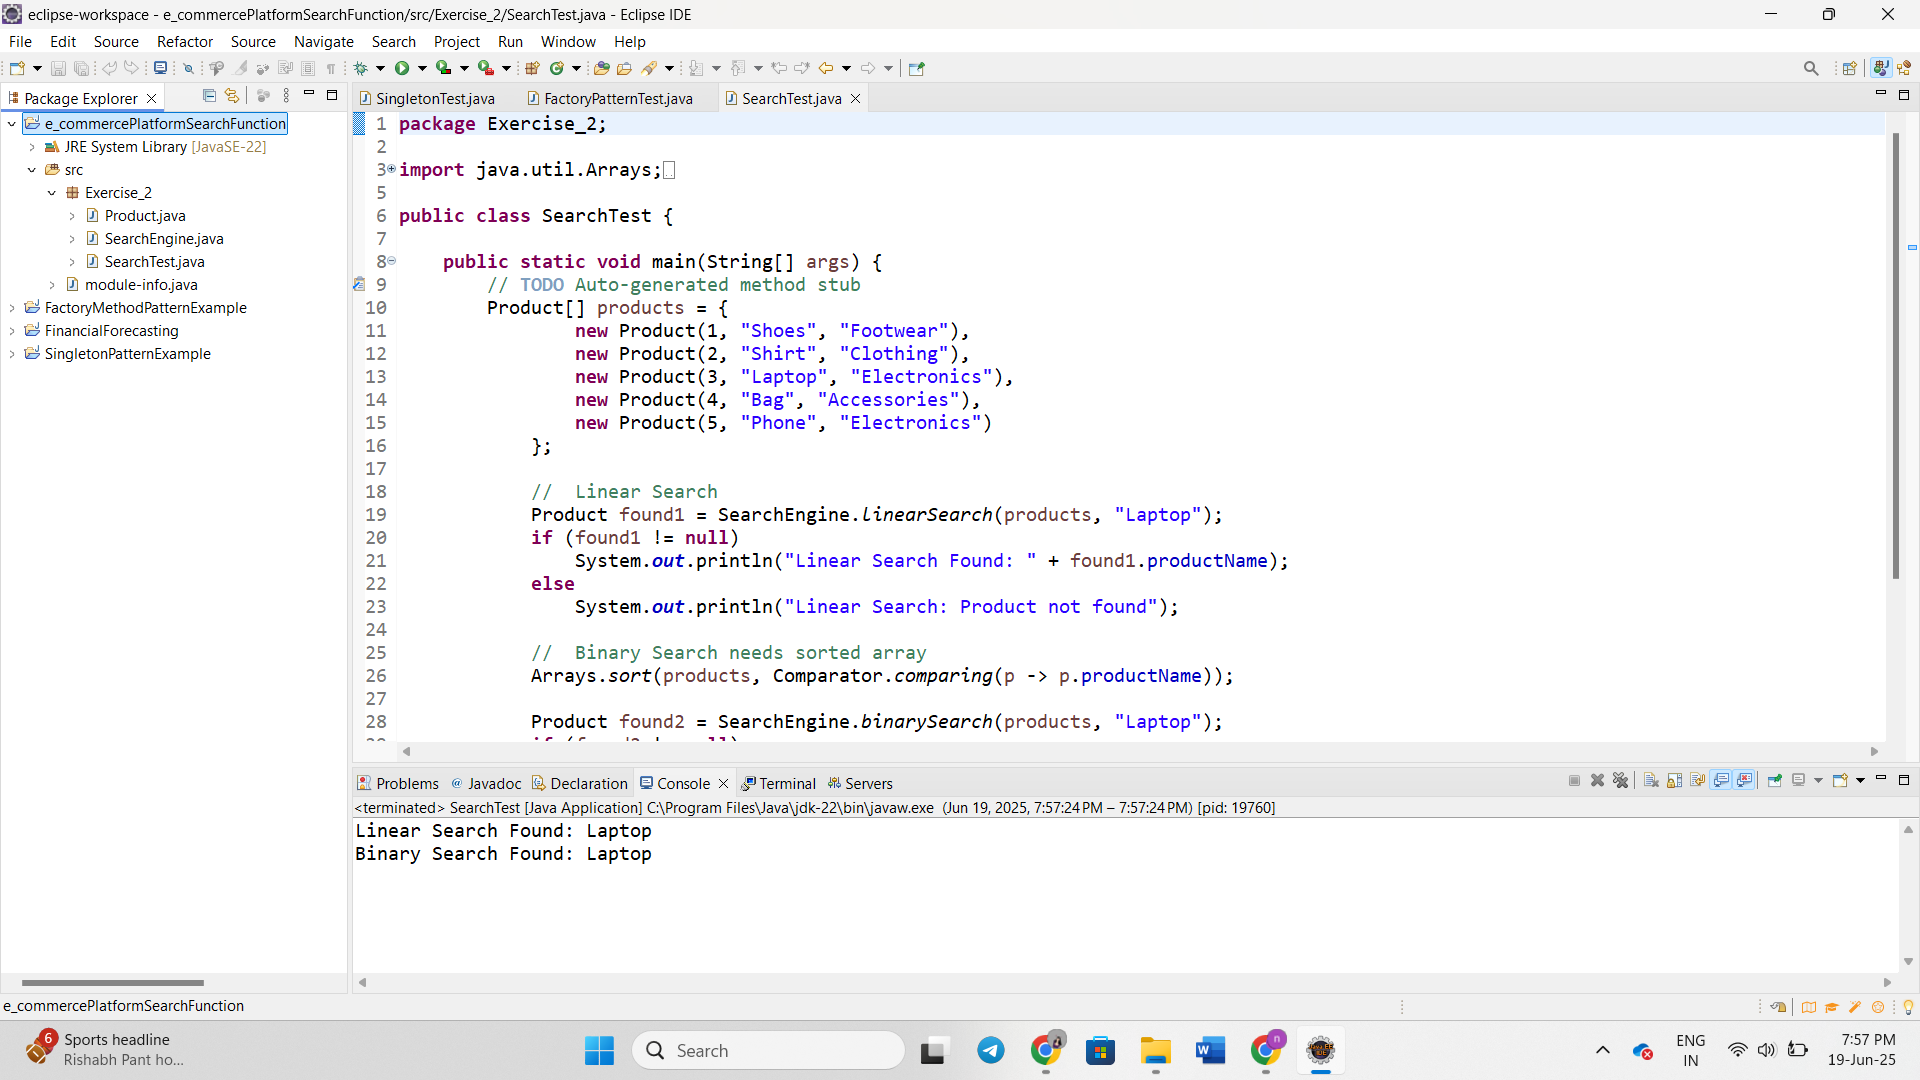 eclipse-workspace - e_commercePlatformSearchFunction/src/Exercise_2/SearchTest.java - Eclipse IDE
File Edit Source Refactor Source Navigate Search Project Run Window Help
Package Explorer
SingletonTest.java FactoryPatternTest.java SearchTest.java
e_commercePlatformSearchFunction
JRE System Library [JavaSE-22]
src
Exercise_2
Product.java
SearchEngine.java
SearchTest.java
module-info.java
FactoryMethodPatternExample
FinancialForecasting
SingletonPatternExample
1 package Exercise_2;
2
3 import java.util.Arrays;
5
6 public class SearchTest {
7
8 public static void main(String[] args) {
9 // TODO Auto-generated method stub
10 Product[] products = {
11 new Product(1, "Shoes", "Footwear"),
12 new Product(2, "Shirt", "Clothing"),
13 new Product(3, "Laptop", "Electronics"),
14 new Product(4, "Bag", "Accessories"),
15 new Product(5, "Phone", "Electronics")
16 };
17
18 // Linear Search
19 Product found1 = SearchEngine.linearSearch(products, "Laptop");
20 if (found1 != null)
21 System.out.println("Linear Search Found: " + found1.productName);
22 else
23 System.out.println("Linear Search: Product not found");
24
25 // Binary Search needs sorted array
26 Arrays.sort(products, Comparator.comparing(p -> p.productName));
27
28 Product found2 = SearchEngine.binarySearch(products, "Laptop");
Problems Javadoc Declaration Console Terminal Servers
<terminated> SearchTest [Java Application] C:\Program Files\Java\jdk-22\bin\javaw.exe (Jun 19, 2025, 7:57:24 PM – 7:57:24 PM) [pid: 19760]
Linear Search Found: Laptop
Binary Search Found: Laptop
e_commercePlatformSearchFunction
6
Sports headline
Rishabh Pant ho...
Search
n
ENG
IN
7:57 PM
19-Jun-25